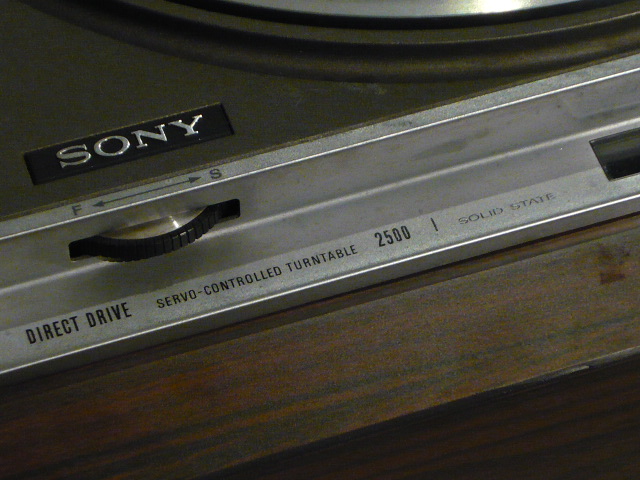 SONY
F S
DIRECT DRIVE SERVO-CONTROLLED TURNTABLE 2500 | SOLID STATE